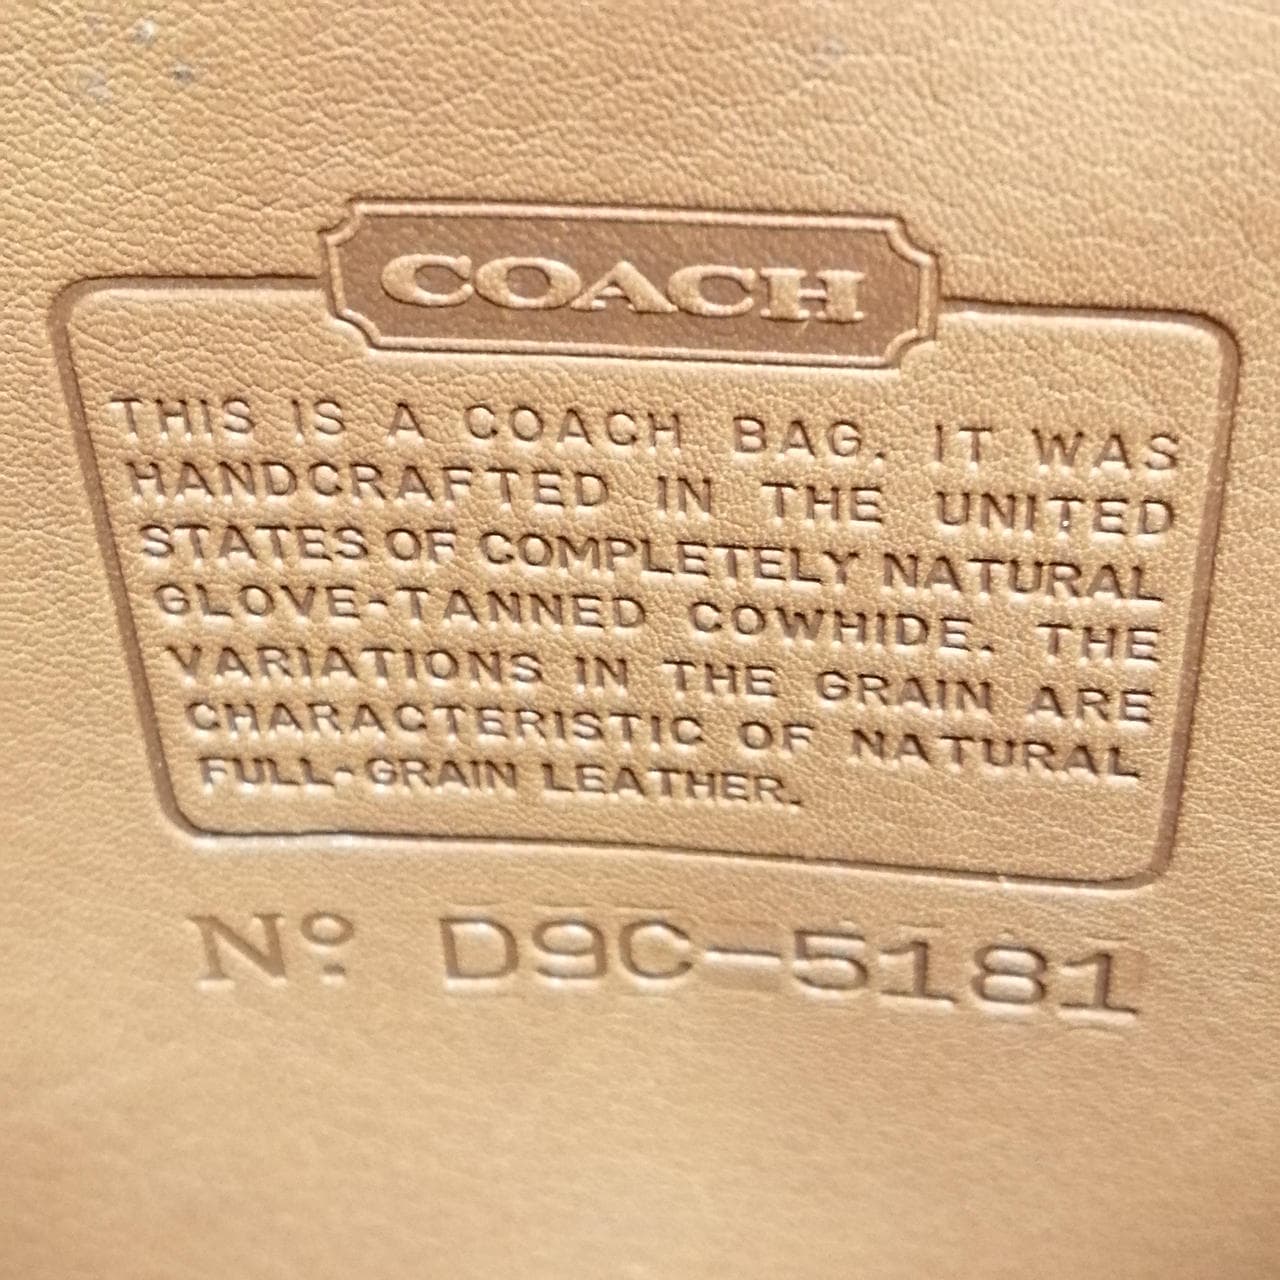 COACH
THIS IS A COACH BAG. IT WAS
HANDCRAFTED IN THE UNITED
STATES OF COMPLETELY NATURAL
GLOVE-TANNED COWHIDE. THE
VARIATIONS IN THE GRAIN ARE
CHARACTERISTIC OF NATURAL
FULL-GRAIN LEATHER.
Nº D9C-5181